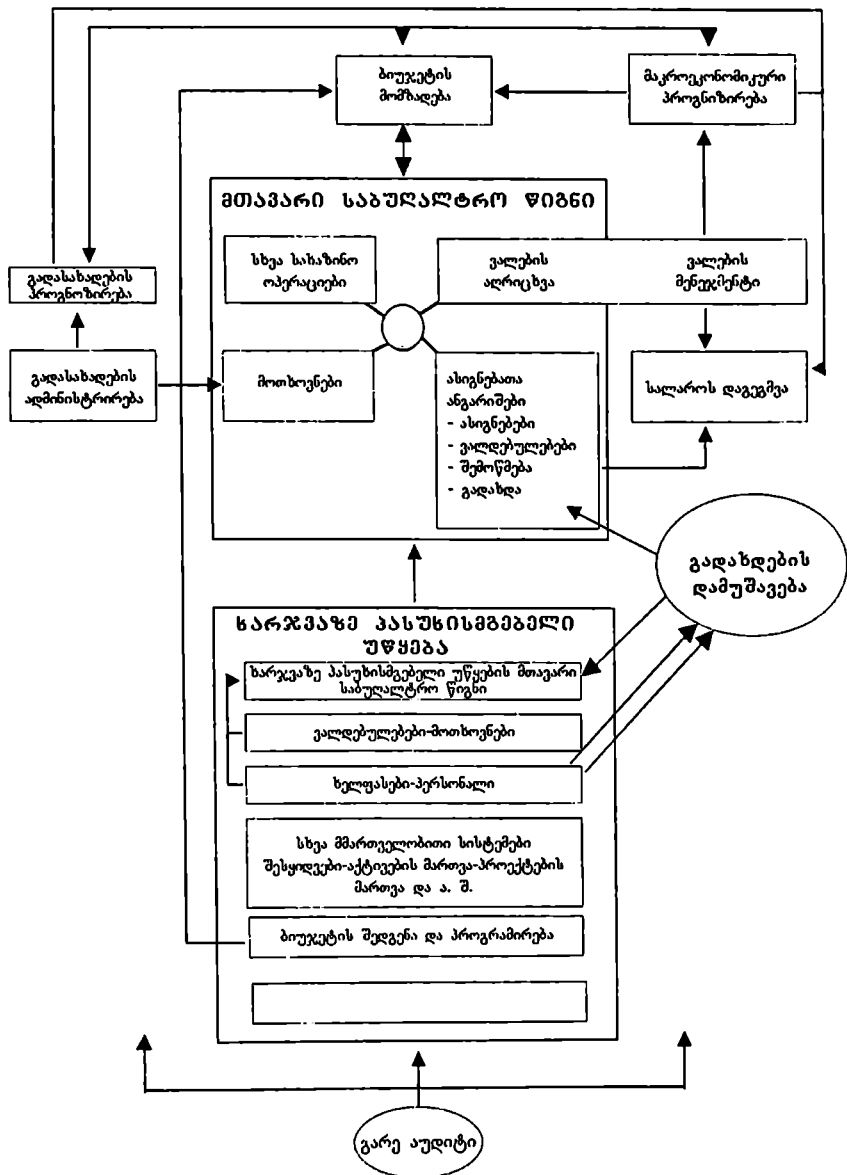 ბიუჯეტის
მომზადება
მაკროეკონომიკური
პროგნიზირება
მთავარი საბუღალტრო წიგნი
სხვა სახაზინო
ოპერაციები
ვალების
აღრიცხვა
ვალების
მენეჯმენტი
გადასახადების
პროგნოზირება
გადასახადების
ადმინისტრირება
მოთხოვნები
ასიგნებათა
ანგარიშები
- ასიგნებები
- ვალდებულებები
- შემოწმება
- გადახდა
სალაროს დაგეგმვა
გადახდების
დამუშავება
ხარჯვაზე პასუხისმგებელი
უწყება
ხარჯვაზე პასუხისმგებელი უწყების მთავარი
საბუღალტრო წიგნი
ვალდებულებები-მოთხოვნები
ხელფასები-პერსონალი
სხვა მმართველობითი სისტემები
შესყიდვები-აქტივების მართვა-პროექტების
მართვა და ა. შ.
ბიუჯეტის შედგენა და პროგრამირება
გარე აუდიტი